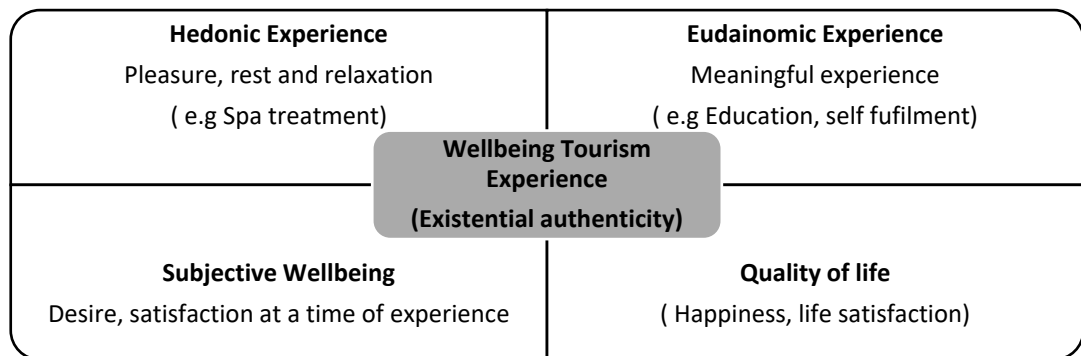 Hedonic Experience
Pleasure, rest and relaxation
( e.g Spa treatment)
Eudainomic Experience
Meaningful experience
( e.g Education, self fufilment)
Wellbeing Tourism
Experience
(Existential authenticity)
Subjective Wellbeing
Desire, satisfaction at a time of experience
Quality of life
( Happiness, life satisfaction)